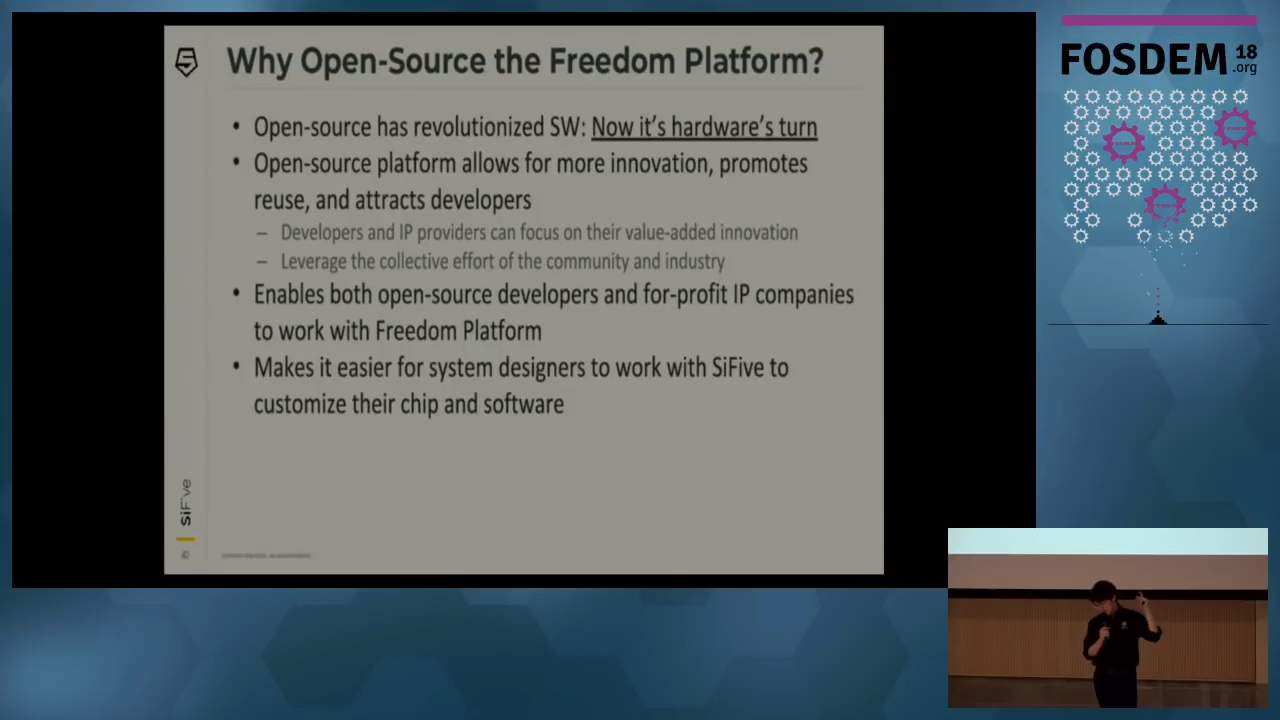 Why Open-Source the Freedom Platform?
• Open-source has revolutionized SW: Now it's hardware's turn
• Open-source platform allows for more innovation, promotes
reuse, and attracts developers
– Developers and IP providers can focus on their value-added innovation
– Leverage the collective effort of the community and industry
• Enables both open-source developers and for-profit IP companies
to work with Freedom Platform
• Makes it easier for system designers to work with SiFive to
customize their chip and software
SiFive
FOSDEM 18
.org